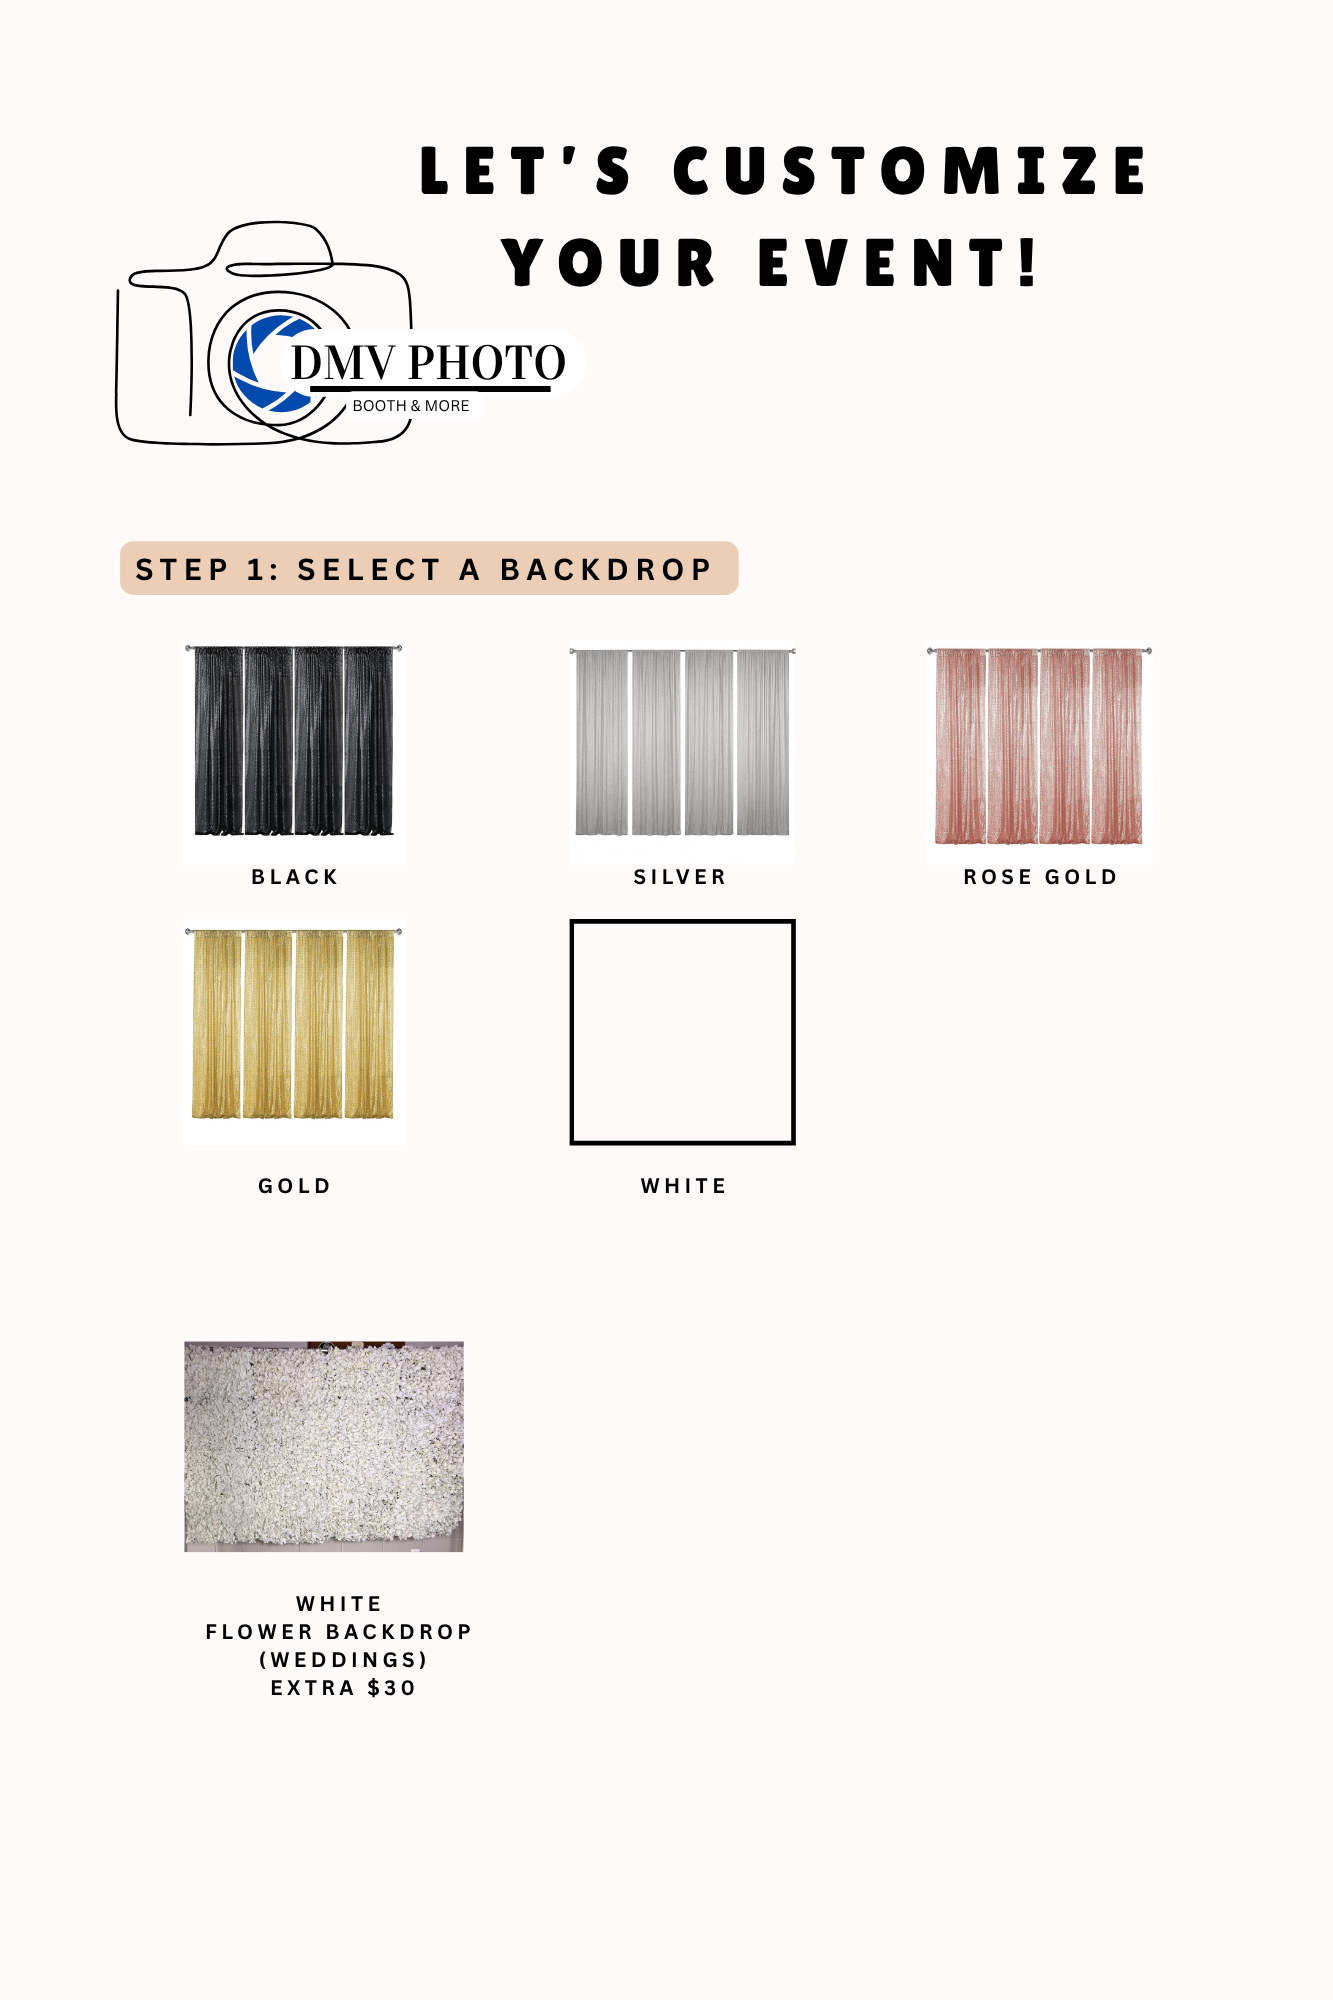 LET'S CUSTOMIZE
YOUR EVENT!
DMV PHOTO
BOOTH & MORE
STEP 1: SELECT A BACKDROP
BLACK
SILVER
ROSE GOLD
GOLD
WHITE
WHITE
FLOWER BACKDROP
(WEDDINGS)
EXTRA $30